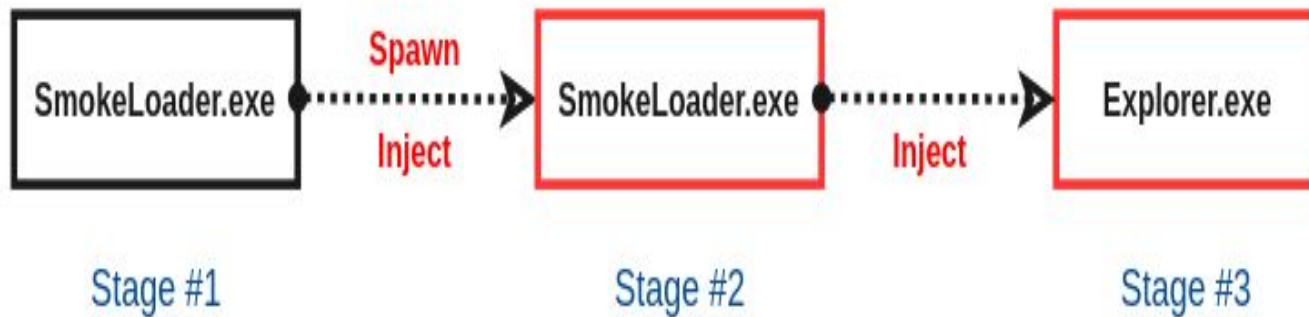 Spawn
SmokeLoader.exe
SmokeLoader.exe
Explorer.exe
Inject
Inject
Stage #1
Stage #2
Stage #3